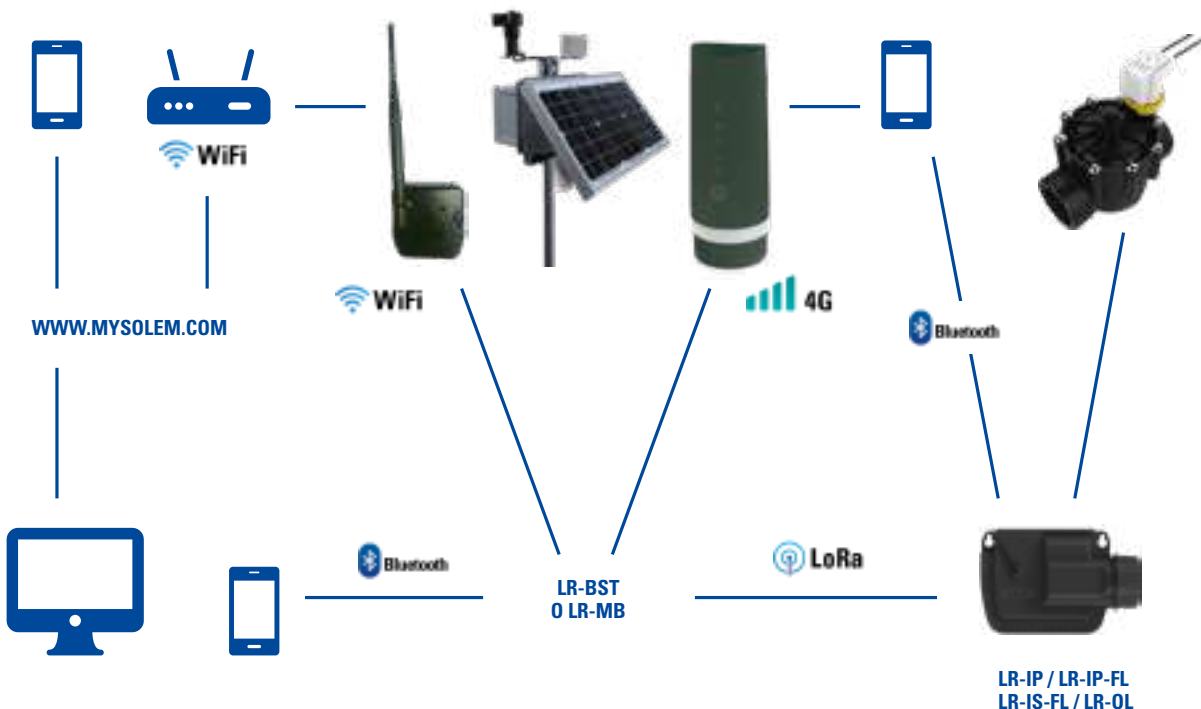 WiFi
WiFi
4G
WWW.MYSOLEM.COM
Bluetooth
Bluetooth
LoRa
LR-BST
O LR-MB
LR-IP / LR-IP-FL
LR-IS-FL / LR-OL